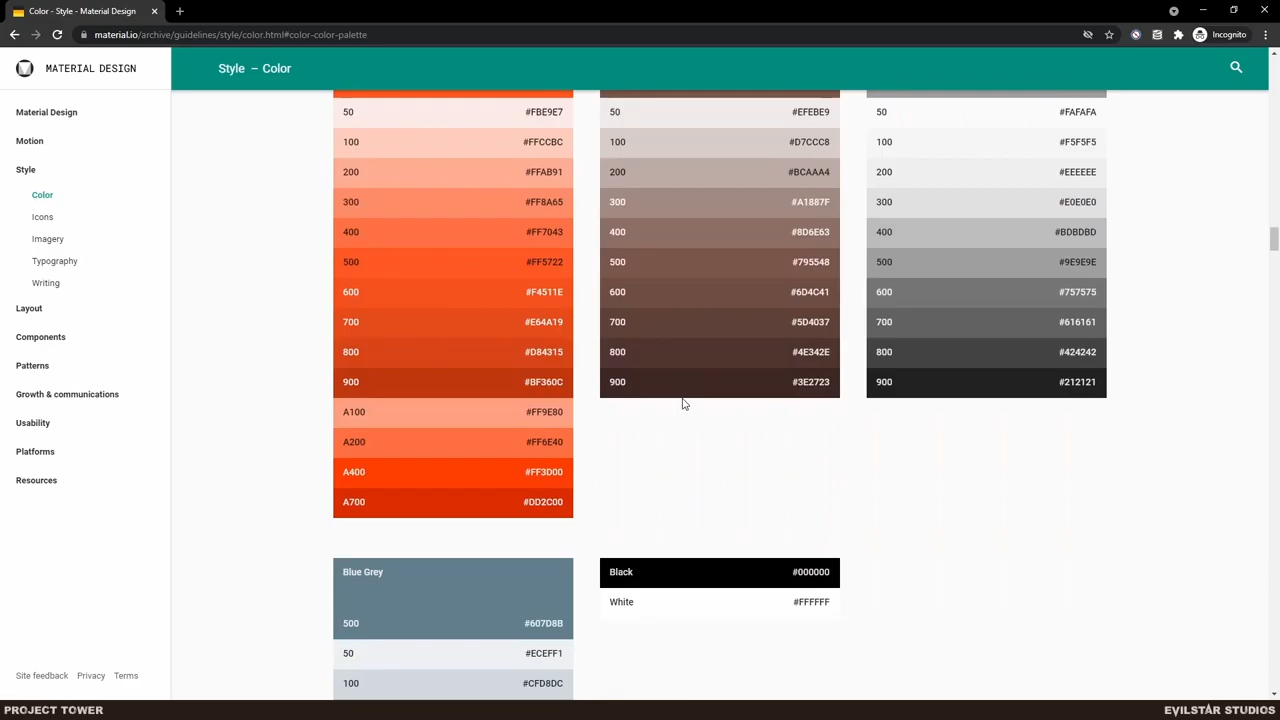 Color - Style - Material Design
material.io/archive/guidelines/style/color.html#color-color-palette
Incognito
MATERIAL DESIGN
Style – Color
Material Design
Motion
Style
Color
Icons
Imagery
Typography
Writing
Layout
Components
Patterns
Growth & communications
Usability
Platforms
Resources
Site feedback Privacy Terms
50 #FBE9E7
100 #FFCCBC
200 #FFAB91
300 #FF8A65
400 #FF7043
500 #FF5722
600 #F4511E
700 #E64A19
800 #D84315
900 #BF360C
A100 #FF9E80
A200 #FF6E40
A400 #FF3D00
A700 #DD2C00
50 #EFEBE9
100 #D7CCC8
200 #BCAAA4
300 #A1887F
400 #8D6E63
500 #795548
600 #6D4C41
700 #5D4037
800 #4E342E
900 #3E2723
50 #FAFAFA
100 #F5F5F5
200 #EEEEEE
300 #E0E0E0
400 #BDBDBD
500 #9E9E9E
600 #757575
700 #616161
800 #424242
900 #212121
Blue Grey
500 #607D8B
50 #ECEFF1
100 #CFD8DC
Black #000000
White #FFFFFF
PROJECT TOWER
EVILSTAR STUDIOS